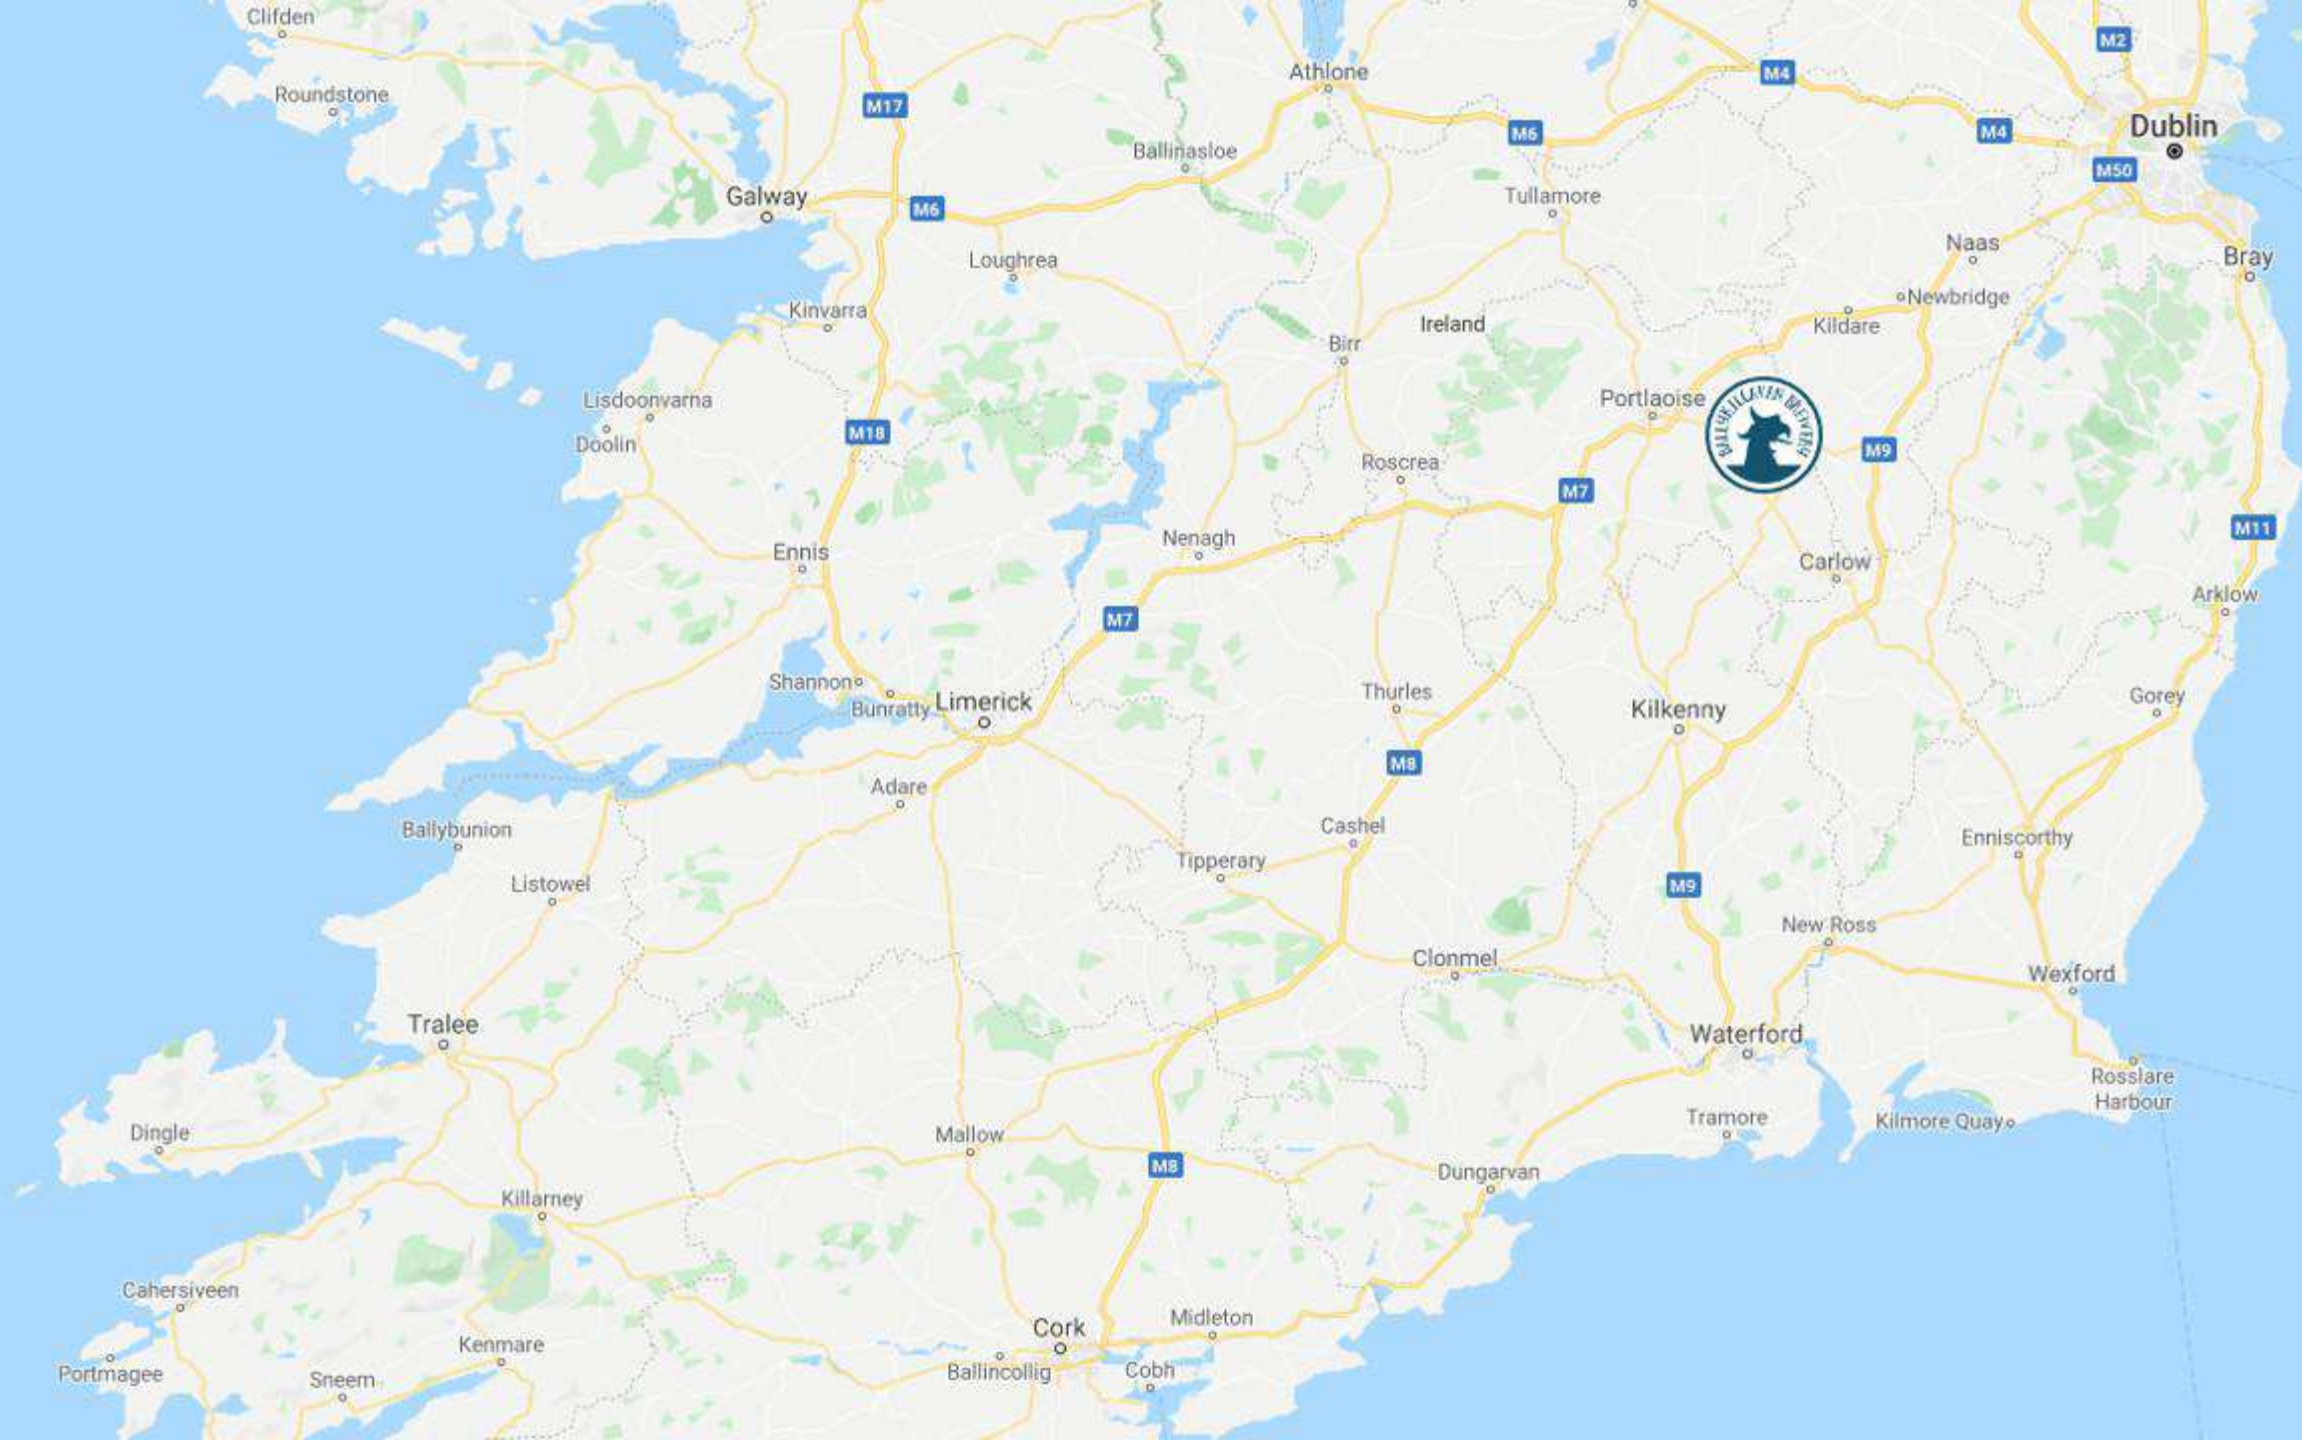 Clifden
M2
Athlone
M4
Roundstone
M17
Dublin
M6
M4
Ballinasloe
M50
Galway
Tullamore
M6
Naas
Loughrea
Bray
Newbridge
Kinvarra
Ireland
Kildare
Birr
Lisdoonvarna
Portlaoise
BALLYKILCAVAN BREWERY
M18
Doolin
M9
Roscrea
M7
M11
Nenagh
Ennis
Carlow
Arklow
M7
Shannon
Thurles
Gorey
Limerick
Bunratty
Kilkenny
M8
Adare
Cashel
Ballybunion
Enniscorthy
Tipperary
Listowel
M9
New Ross
Clonmel
Wexford
Tralee
Waterford
Rosslare
Harbour
Tramore
Kilmore Quay
Dingle
Mallow
M8
Dungarvan
Killarney
Cahersiveen
Midleton
Cork
Kenmare
Portmagee
Sneem
Ballincollig
Cobh